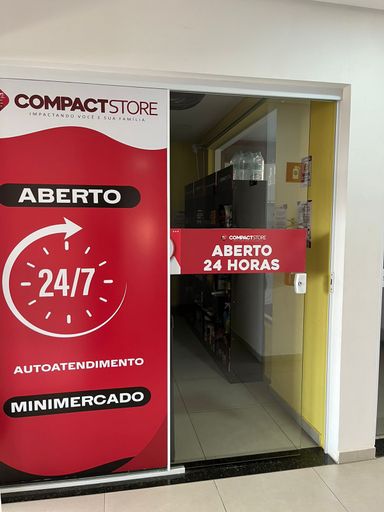 COMPACTSTORE
IMPACTANDO VOCÊ E SUA FAMÍLIA
ABERTO
24/7
AUTOATENDIMENTO
MINIMERCADO
COMPACTSTORE
ABERTO
24 HORAS